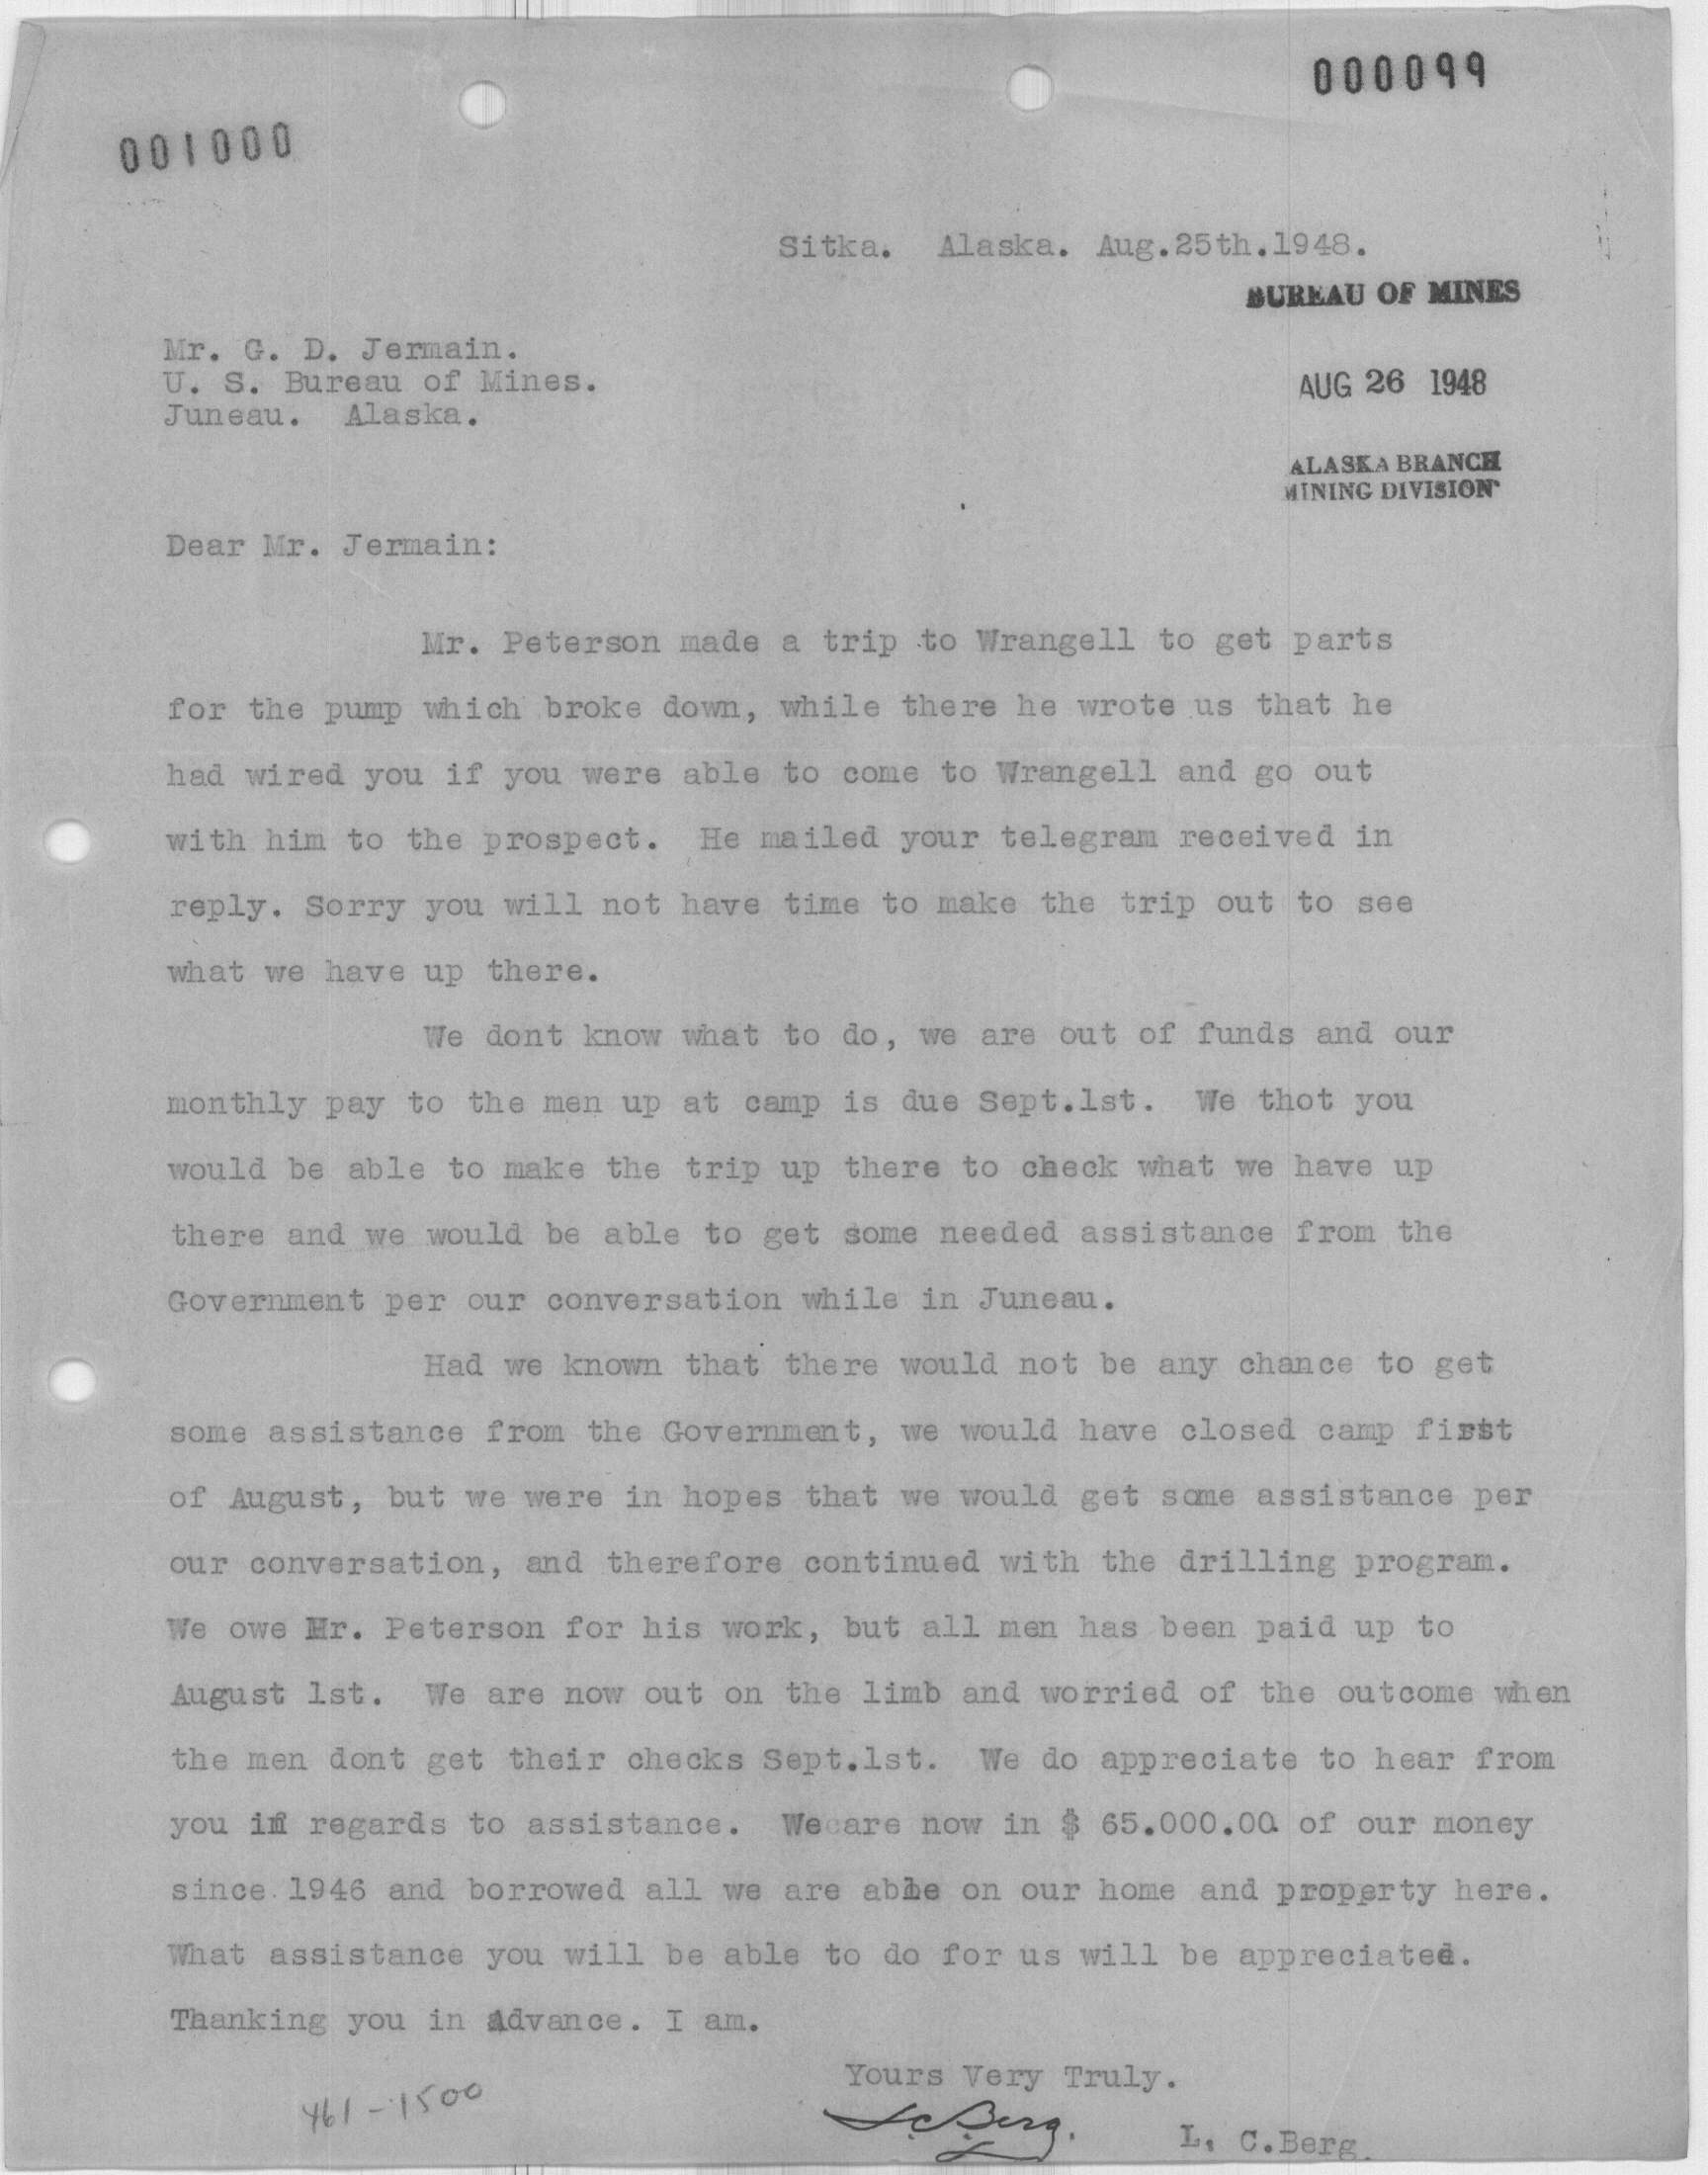 000099
001000
Sitka. Alaska. Aug.25th.1948.
BUREAU OF MINES
Mr. G. D. Jermain.
U. S. Bureau of Mines.
AUG 26 1948
Juneau. Alaska.
ALASKA BRANCH
MINING DIVISION
Dear Mr. Jermain:
Mr. Peterson made a trip to Wrangell to get parts
for the pump which broke down, while there he wrote us that he
had wired you if you were able to come to Wrangell and go out
with him to the prospect. He mailed your telegram received in
reply. Sorry you will not have time to make the trip out to see
what we have up there.
We dont know what to do, we are out of funds and our
monthly pay to the men up at camp is due Sept.1st. We thot you
would be able to make the trip up there to check what we have up
there and we would be able to get some needed assistance from the
Government per our conversation while in Juneau.
Had we known that there would not be any chance to get
some assistance from the Government, we would have closed camp first
of August, but we were in hopes that we would get some assistance per
our conversation, and therefore continued with the drilling program.
We owe Mr. Peterson for his work, but all men has been paid up to
August 1st. We are now out on the limb and worried of the outcome when
the men dont get their checks Sept.1st. We do appreciate to hear from
you in regards to assistance. We are now in $ 65.000.00 of our money
since 1946 and borrowed all we are able on our home and property here.
What assistance you will be able to do for us will be appreciated.
Thanking you in advance. I am.
Yours Very Truly.
461-1500
L.C.Berg.
L. C.Berg.